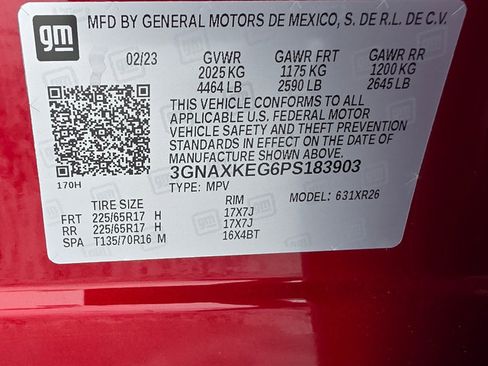 gm MFD BY GENERAL MOTORS DE MEXICO, S. DE R.L. DE C.V.
02/23 GVWR GAWR FRT GAWR RR
2025 KG 1175 KG 1200 KG
4464 LB 2590 LB 2645 LB
THIS VEHICLE CONFORMS TO ALL
APPLICABLE U.S. FEDERAL MOTOR
VEHICLE SAFETY AND THEFT PREVENTION
STANDARDS IN EFFECT ON THE DATE OF
MANUFACTURE SHOWN ABOVE.
170H 3GNAXKEG6PS183903
TYPE: MPV MODEL: 631XR26
TIRE SIZE RIM
FRT 225/65R17 H 17X7J
RR 225/65R17 H 17X7J
SPA T135/70R16 M 16X4BT